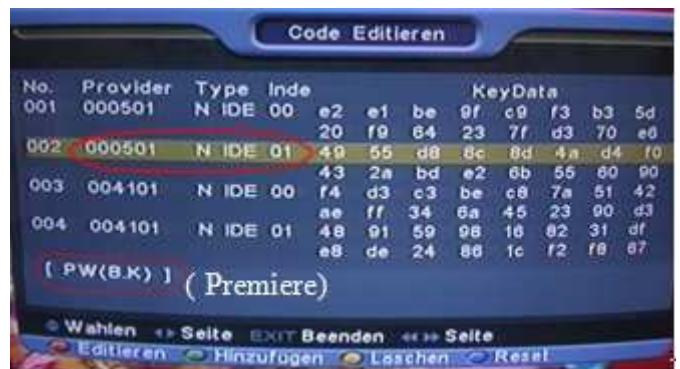 Code Editieren
No. Provider Type Inde KeyData
001 000501 N IDE 00 e2 e1 be 9f c9 f3 b3 5d
20 f9 64 23 7f d3 70 e6
002 000501 N IDE 01 49 55 d8 8c 8d 4a d4 f0
43 2a bd e2 6b 55 60 90
003 004101 N IDE 00 f4 d3 c3 be c8 7a 51 42
ae ff 34 6a 45 23 90 d3
004 004101 N IDE 01 48 91 59 98 16 82 31 df
e8 de 24 86 1c f2 f8 67
[ PW(B.K) ] ( Premiere)
Wahlen Seite EXIT Beenden Seite
Editieren Hinzufugen Loschen Reset